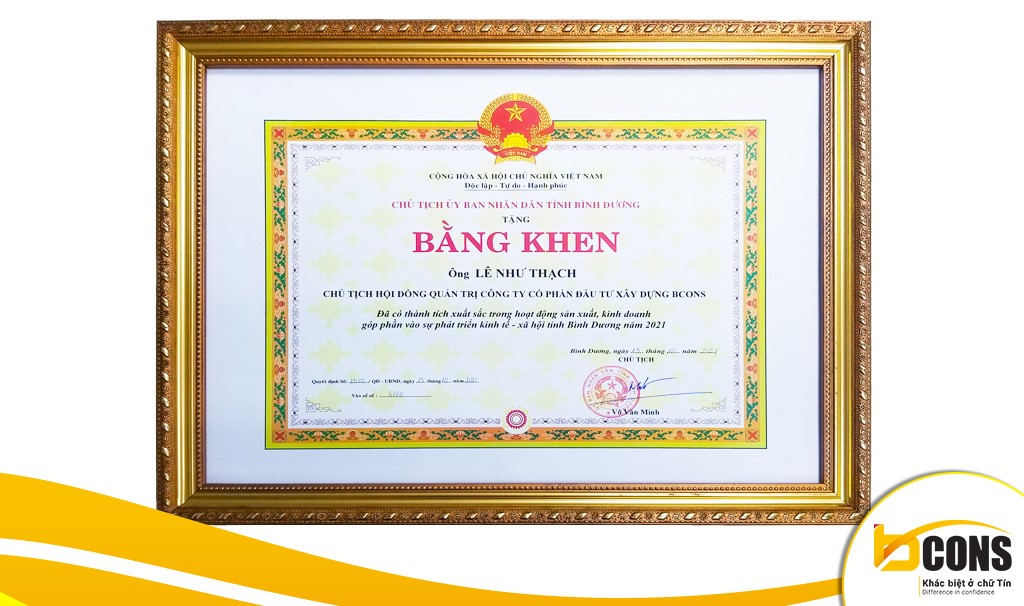 VIỆT NAM
CỘNG HÒA XÃ HỘI CHỦ NGHĨA VIỆT NAM
Độc lập - Tự do - Hạnh phúc
CHỦ TỊCH ỦY BAN NHÂN DÂN TỈNH BÌNH DƯƠNG
TẶNG
BẰNG KHEN
Ông LÊ NHƯ THẠCH
CHỦ TỊCH HỘI ĐỒNG QUẢN TRỊ CÔNG TY CỔ PHẦN ĐẦU TƯ XÂY DỰNG BCONS
Đã có thành tích xuất sắc trong hoạt động sản xuất, kinh doanh
góp phần vào sự phát triển kinh tế - xã hội tỉnh Bình Dương năm 2021
Bình Dương, ngày tháng năm 2021
CHỦ TỊCH
Quyết định Số: /QĐ - UBND, ngày tháng năm 2021
Vào sổ số :
Võ Văn Minh
bCONS
Khác biệt ở chữ Tín
Difference in confidence